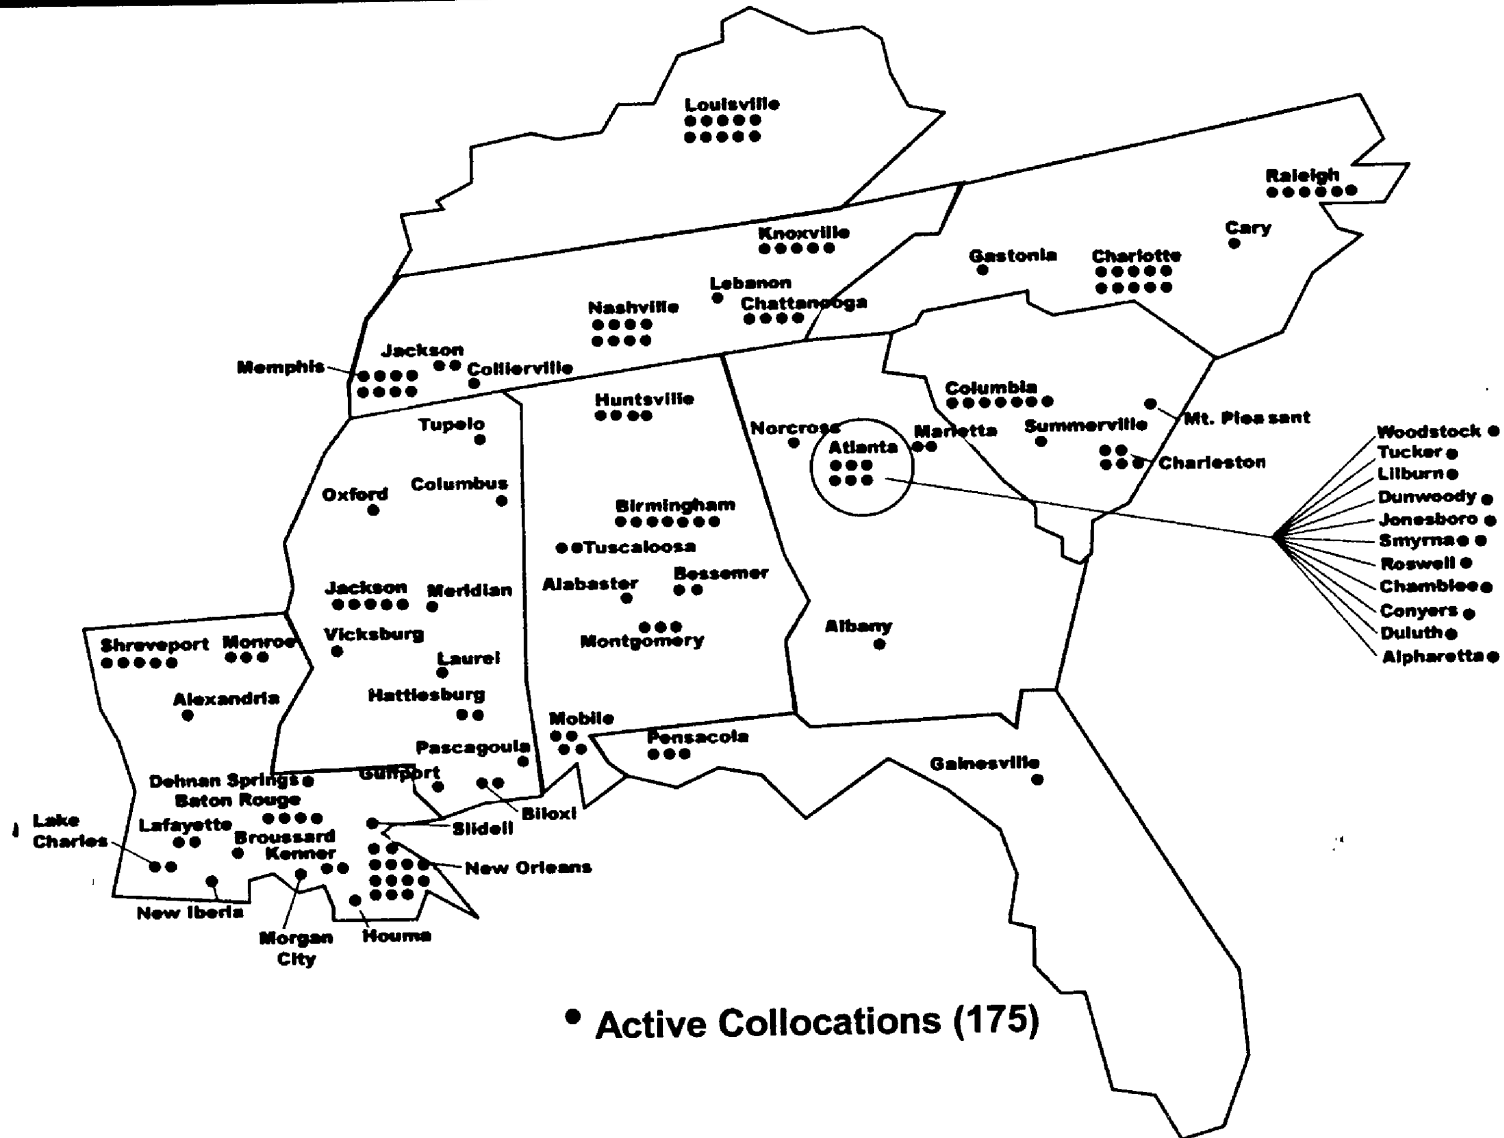 Louisville
Raleigh
Knoxville
Cary
Gastonia
Charlotte
Lebanon
Nashville
Chattanooga
Jackson
Memphis
Collierville
Huntsville
Columbia
Tupelo
Norcross
Atlanta
Marietta
Summerville
Mt. Pleasant
Charleston
Woodstock
Tucker
Lilburn
Dunwoody
Jonesboro
Smyrna
Roswell
Chamblee
Conyers
Duluth
Alpharetta
Oxford
Columbus
Birmingham
Tuscaloosa
Alabaster
Bessemer
Jackson
Meridian
Montgomery
Albany
Shreveport
Monroe
Vicksburg
Laurel
Alexandria
Hattiesburg
Mobile
Pascagoula
Pensacola
Gainesville
Dehnan Springs
Gulfport
Baton Rouge
Biloxi
Lake
Charles
Lafayette
Broussard
Slidell
Kenner
New Orleans
New Iberia
Morgan
City
Houma
Active Collocations (175)